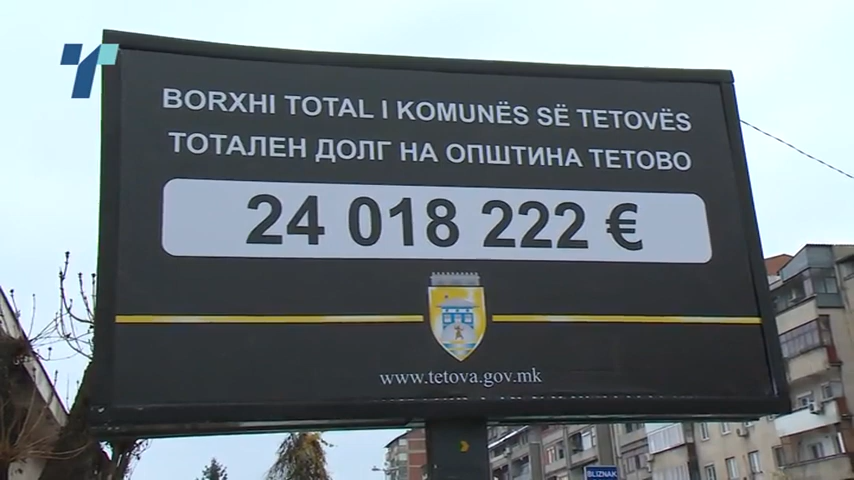 BORXHI TOTAL I KOMUNËS SË TETOVËS
ТОТАЛЕН ДОЛГ НА ОПШТИНА ТЕТОВО
24 018 222 €
www.tetova.gov.mk
BLIZNAK